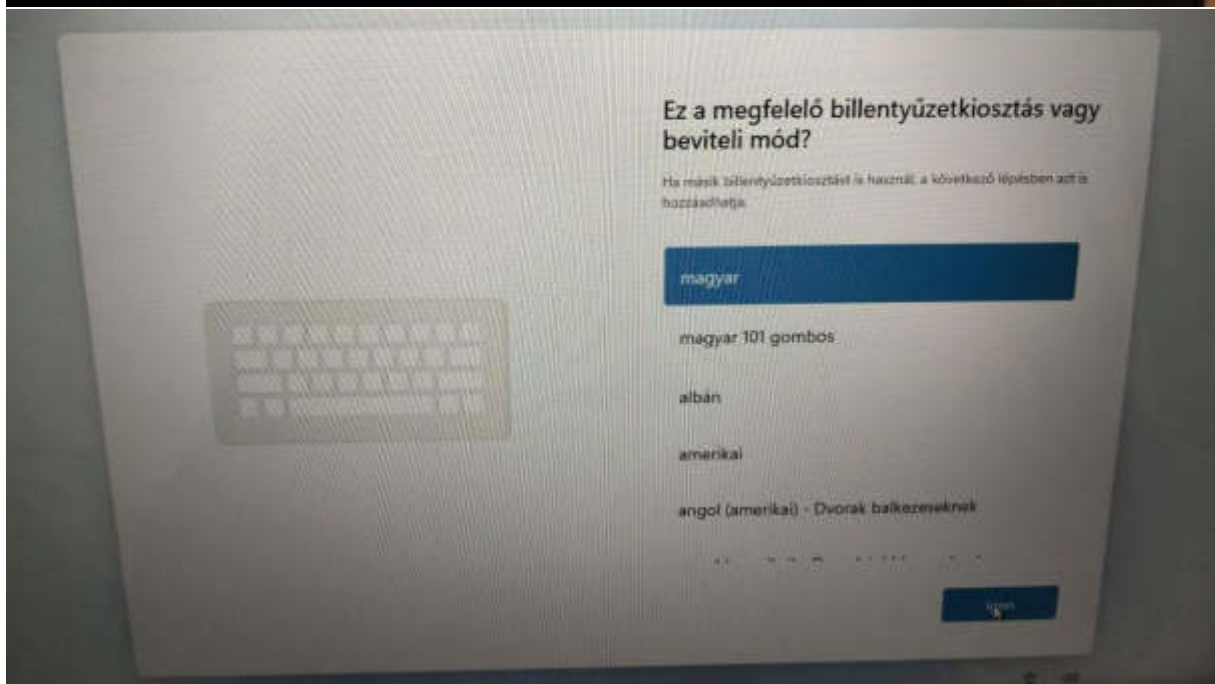 Ez a megfelelő billentyűzetkiosztás vagy
beviteli mód?
Ha másik billentyűzetkiosztást is használ, a következő lépésben azt is
hozzáadhatja.
magyar
magyar 101 gombos
albán
amerikai
angol (amerikai) - Dvorak balkezeseknek
Igen